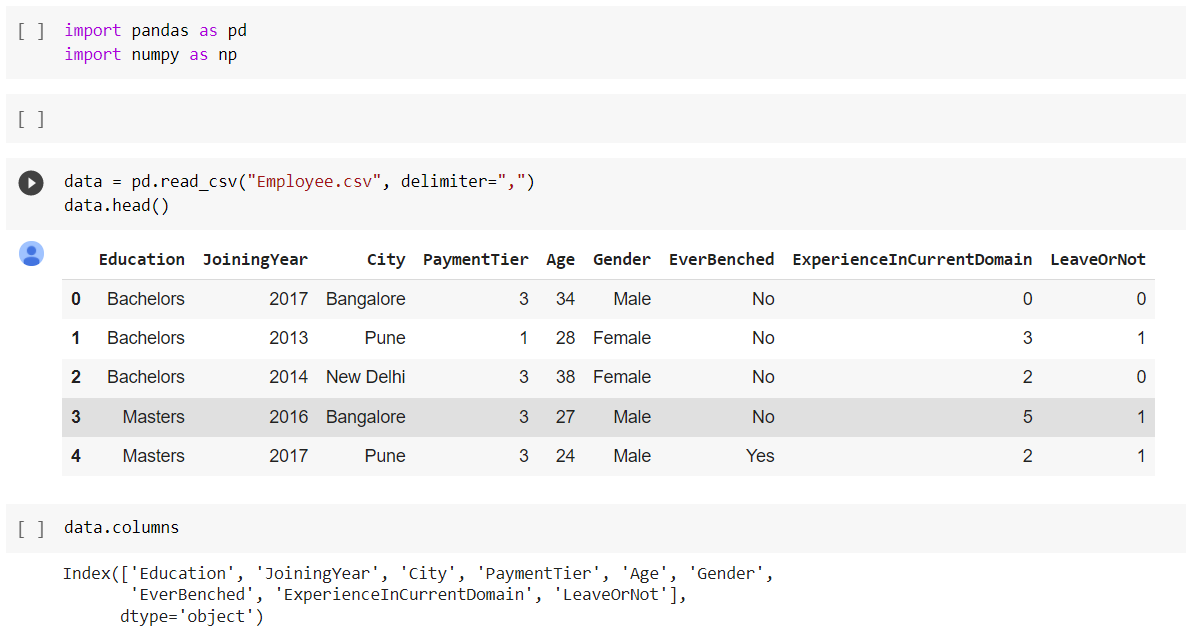 [ ] import pandas as pd
import numpy as np
[ ]
data = pd.read_csv("Employee.csv", delimiter=",")
data.head()
Education JoiningYear City PaymentTier Age Gender EverBenched ExperienceInCurrentDomain LeaveOrNot
0 Bachelors 2017 Bangalore 3 34 Male No 0 0
1 Bachelors 2013 Pune 1 28 Female No 3 1
2 Bachelors 2014 New Delhi 3 38 Female No 2 0
3 Masters 2016 Bangalore 3 27 Male No 5 1
4 Masters 2017 Pune 3 24 Male Yes 2 1
[ ] data.columns
Index(['Education', 'JoiningYear', 'City', 'PaymentTier', 'Age', 'Gender',
'EverBenched', 'ExperienceInCurrentDomain', 'LeaveOrNot'],
dtype='object')